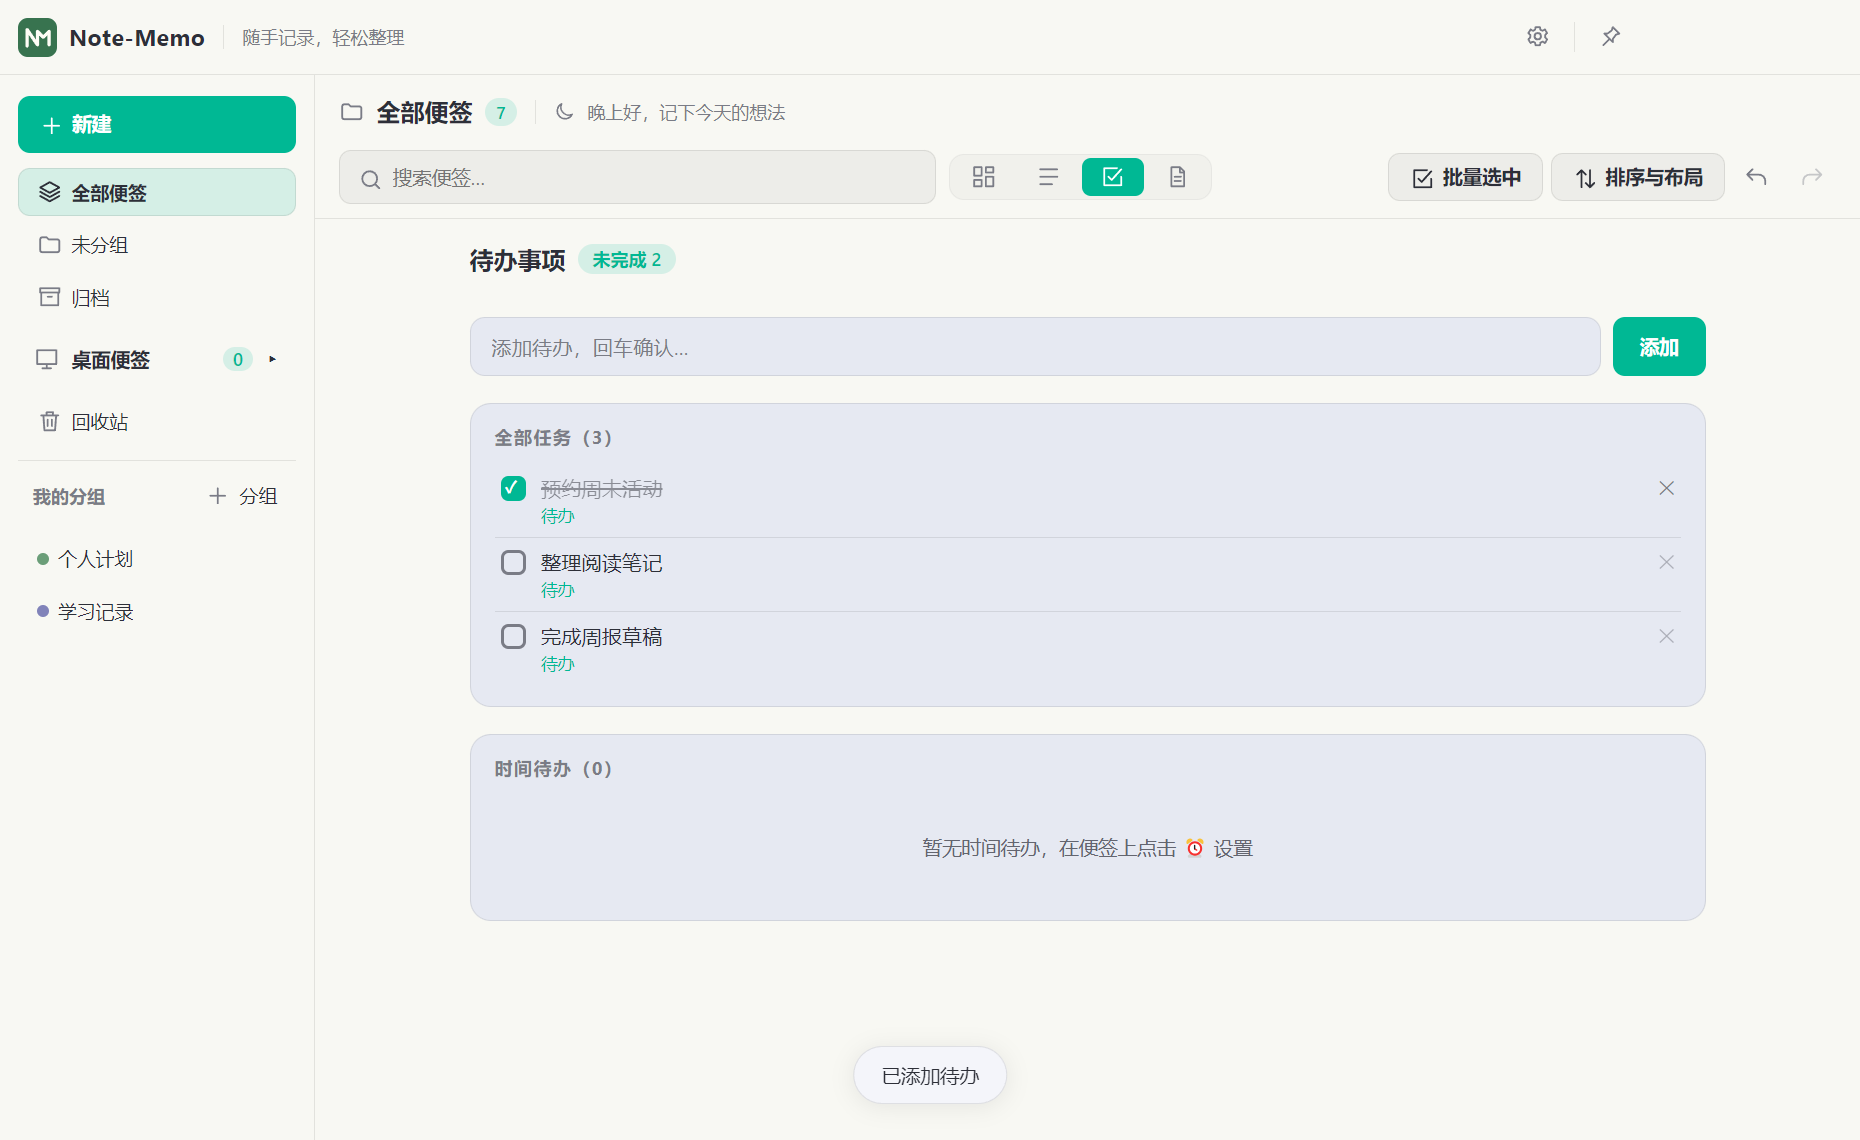 Note-Memo
随手记录，轻松整理
新建
全部便签
未分组
归档
桌面便签 0
回收站
我的分组 分组
个人计划
学习记录
全部便签 7 晚上好，记下今天的想法
搜索便签...
批量选中 排序与布局
待办事项 未完成 2
添加待办，回车确认... 添加
全部任务（3）
预约周末活动
待办
整理阅读笔记
待办
完成周报草稿
待办
时间待办（0）
暂无时间待办，在便签上点击 ⏰ 设置
已添加待办